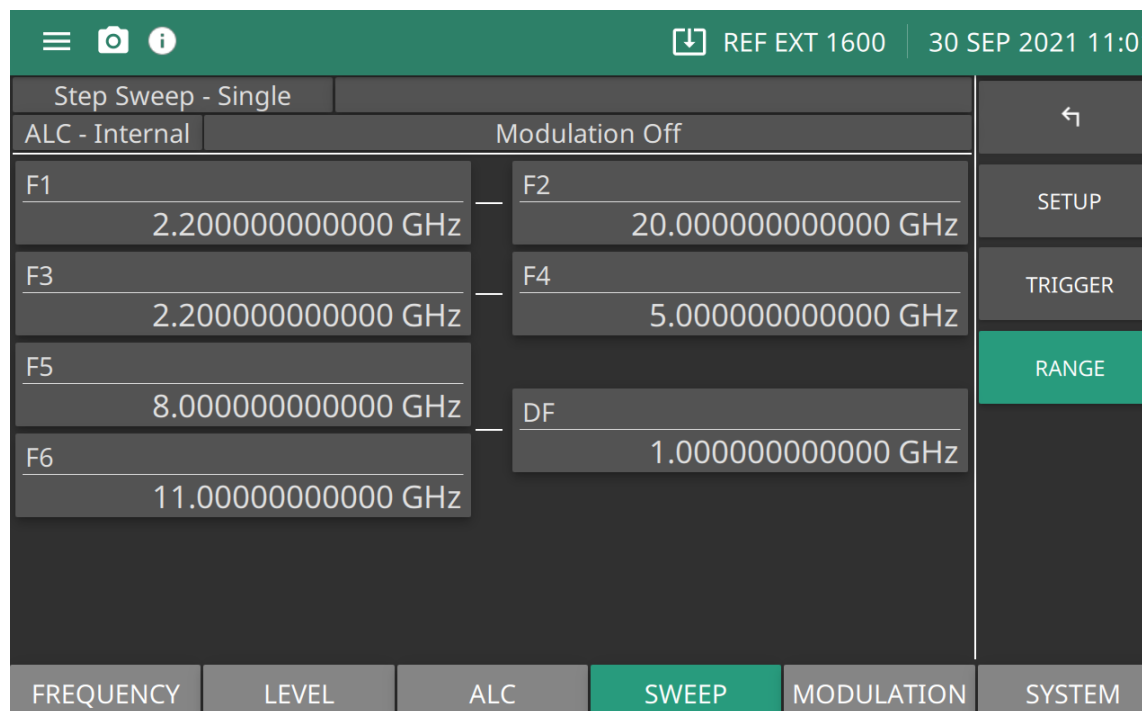 REF EXT 1600 30 SEP 2021 11:0
Step Sweep - Single
ALC - Internal Modulation Off
F1
2.200000000000 GHz
F2
20.000000000000 GHz
F3
2.200000000000 GHz
F4
5.000000000000 GHz
F5
8.000000000000 GHz
F6
11.00000000000 GHz
DF
1.000000000000 GHz
SETUP
TRIGGER
RANGE
FREQUENCY LEVEL ALC SWEEP MODULATION SYSTEM